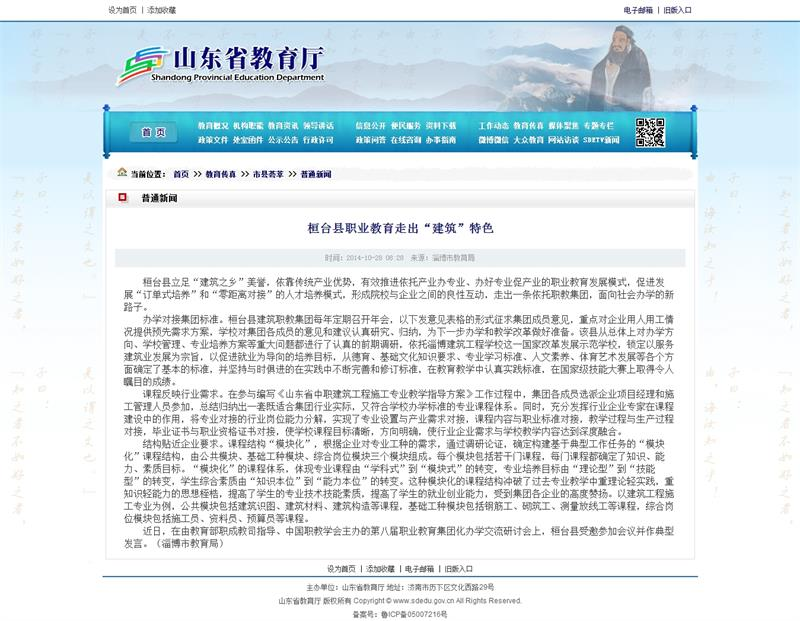 设为首页 | 添加收藏
电子邮箱 | 旧版入口
山东省教育厅
Shandong Provincial Education Department
首 页
教育概况 机构职能 教育资讯 领导讲话
信息公开 便民服务 资料下载
工作动态 教育传真 媒体聚焦 专题专栏
政策文件 处室函件 公示公告 行政许可
政策问答 在线咨询 办事指南
微博微信 大众教育 网站访谈 SDETV新闻
当前位置: 首页 >> 教育传真 >> 市县荟萃 >> 普通新闻
普通新闻
桓台县职业教育走出“建筑”特色
时间:2014-10-28 08:28 来源:淄博市教育局
桓台县立足“建筑之乡”美誉,依靠传统产业优势,有效推进依托产业办专业、办好专业促产业的职业教育发展模式,促进发
展“订单式培养”和“零距离对接”的人才培养模式,形成院校与企业之间的良性互动,走出一条依托职教集团,面向社会办学的新
路子。
办学对接集团标准。桓台县建筑职教集团每年定期召开年会,以下发意见表格的形式征求集团成员意见,重点对企业用人用工情
况提供预先需求方案,学校对集团各成员的意见和建议认真研究、归纳,为下一步办学和教学改革做好准备。该县从总体上对办学方
向、学校管理、专业培养方案等重大问题都进行了认真的前期调研,依托淄博建筑工程学校这一国家改革发展示范学校,锁定以服务
建筑业发展为宗旨,以促进就业为导向的培养目标,从德育、基础文化知识要求、专业学习标准、人文素养、体育艺术发展等各个方
面确定了基本的标准,并坚持与时俱进的在实践中不断完善和修订标准,在教育教学中认真实践标准,在国家级技能大赛上取得令人
瞩目的成绩。
课程反映行业需求。在参与编写《山东省中职建筑工程施工专业教学指导方案》工作过程中,集团各成员选派企业项目经理和施
工管理人员参加,总结归纳出一套既适合集团行业实际,又符合学校办学标准的专业课程体系。同时,充分发挥行业企业专家在课程
建设中的作用,将专业对接的行业岗位能力分解,实现了专业设置与产业需求对接,课程内容与职业标准对接,教学过程与生产过程
对接,毕业证书与职业资格证书对接,使学校课程目标清晰,方向明确,使行业企业需求与学校教学内容达到深度融合。
结构贴近企业要求。课程结构“模块化”,根据企业对专业工种的需求,通过调研论证,确定构建基于典型工作任务的“模块
化”课程结构,由公共模块、基础工种模块、综合岗位模块三个模块组成,每个模块包括若干门课程,每门课程都确定了知识、能
力、素质目标。“模块化”的课程体系,体现专业课程由“学科式”到“模块式”的转变,专业培养目标由“理论型”到“技能
型”的转变,学生综合素质由“知识本位”到“能力本位”的转变。这种模块化的课程结构冲破了过去专业教学中重理论轻实践,重
知识轻能力的思想桎梏,提高了学生的专业技术技能素质,提高了学生的就业创业能力,受到集团各企业的高度赞扬。以建筑工程施
工专业为例,公共模块包括建筑识图、建筑材料、建筑构造等课程,基础工种模块包括钢筋工、砌筑工、测量放线工等课程,综合岗
位模块包括施工员、资料员、预算员等课程。
近日,在由教育部职成教司指导、中国职教学会主办的第八届职业教育集团化办学交流研讨会上,桓台县受邀参加会议并作典型
发言。(淄博市教育局)
设为首页 | 添加收藏 | 电子邮箱 | 旧版入口
主办单位:山东省教育厅 地址:济南市历下区文化西路29号
山东省教育厅 版权所有 Copyright © www.sdedu.gov.cn All Rights Reserved.
备案号:鲁ICP备05007216号